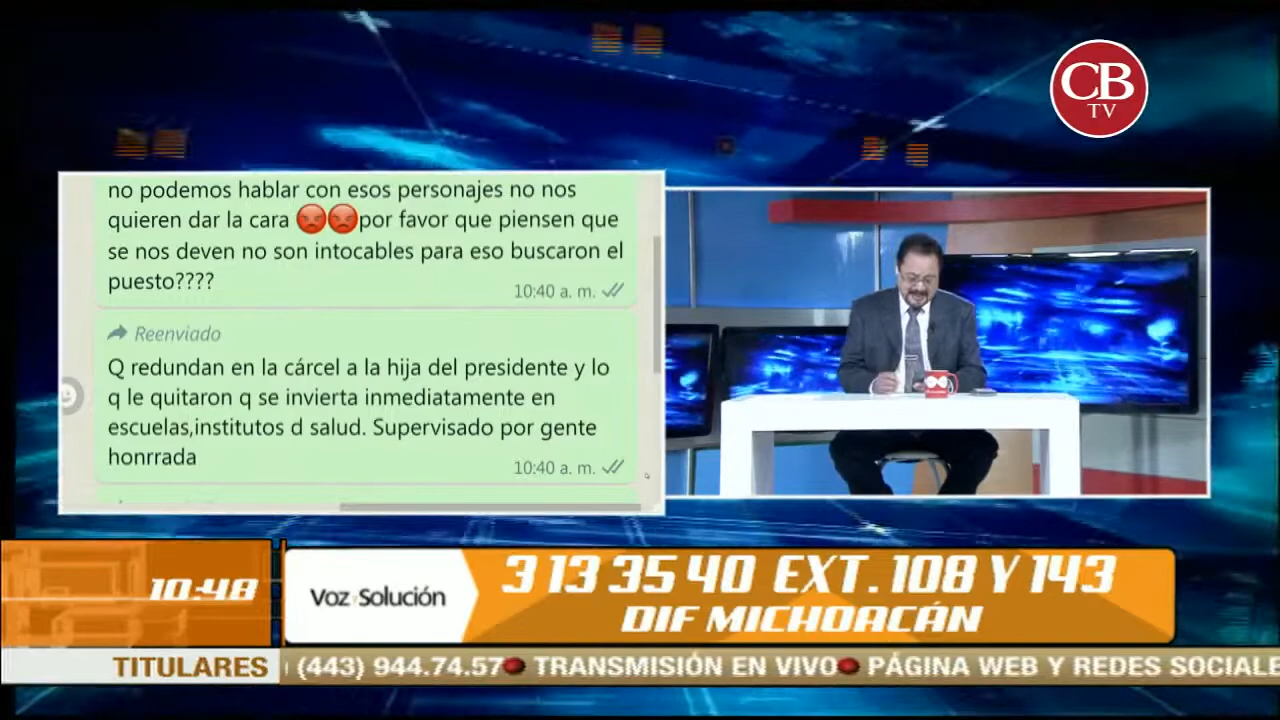 CB
TV
no podemos hablar con esos personajes no nos
quieren dar la cara 😡😡por favor que piensen que
se nos deven no son intocables para eso buscaron el
puesto????
10:40 a. m.
Reenviado
Q redundan en la cárcel a la hija del presidente y lo
q le quitaron q se invierta inmediatamente en
escuelas,institutos d salud. Supervisado por gente
honrrada
10:40 a. m.
10:48
Voz y Solución
3 13 35 40 EXT. 108 Y 143
DIF MICHOACÁN
TITULARES
(443) 944.74.57 TRANSMISIÓN EN VIVO PÁGINA WEB Y REDES SOCIALE